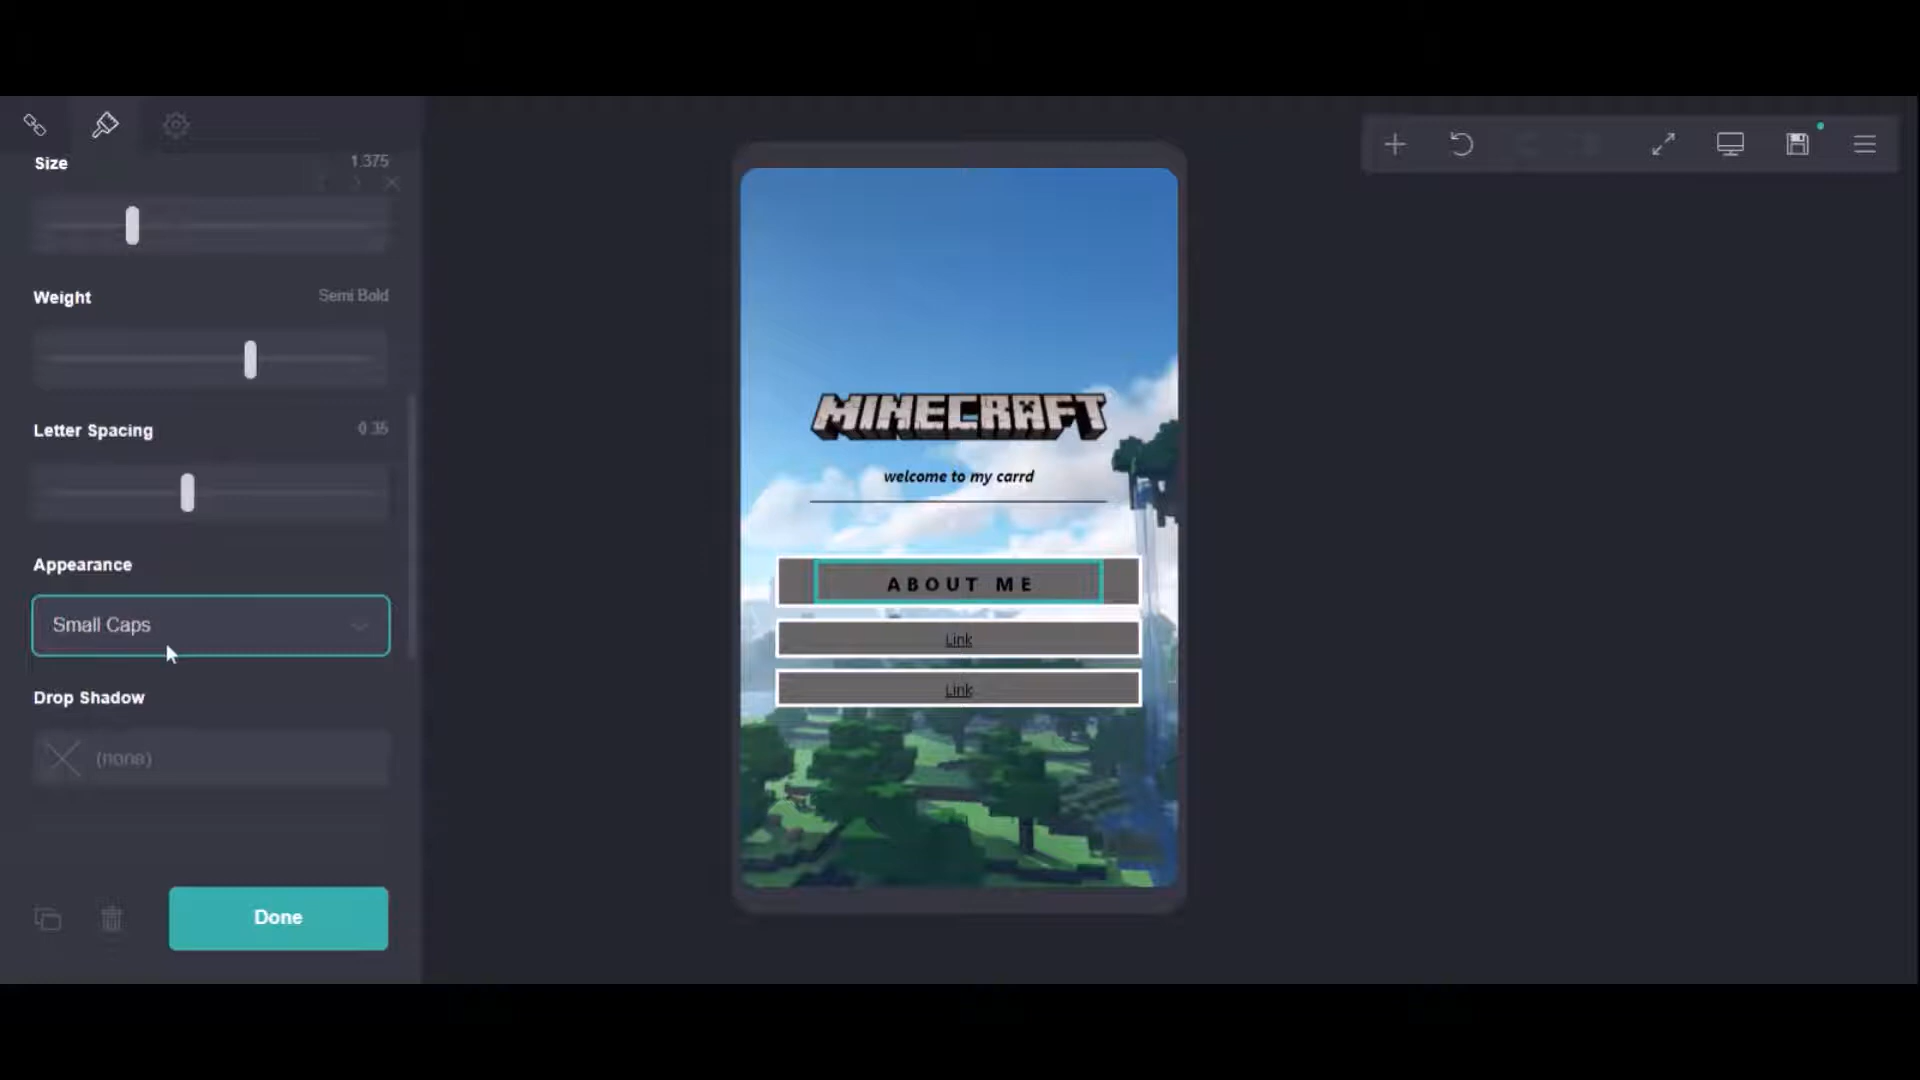 Size
1.375
Weight
Semi Bold
Letter Spacing
0.35
Appearance
Small Caps
Drop Shadow
(none)
Done
MINECRAFT
welcome to my carrd
ABOUT ME
Link
Link